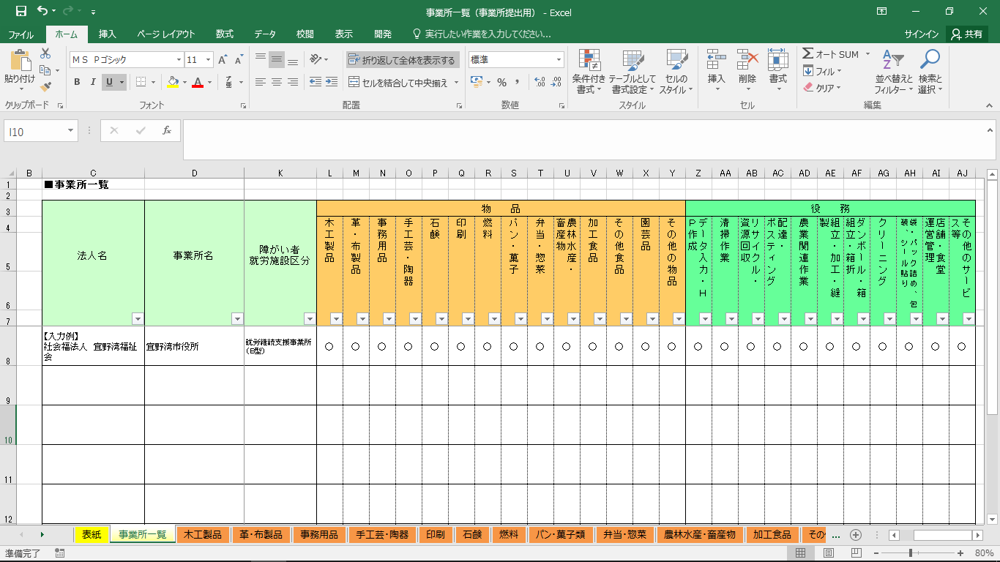 事業所一覧（事業所提出用） - Excel
ファイル ホーム 挿入 ページ レイアウト 数式 データ 校閲 表示 開発 実行したい作業を入力してください... サインイン 共有
貼り付け
クリップボード
ＭＳ Ｐゴシック 11
B I U
フォント
折り返して全体を表示する
セルを結合して中央揃え
配置
標準
%
数値
条件付き書式
テーブルとして書式設定
セルのスタイル
スタイル
挿入 削除 書式
セル
オート SUM
フィル
クリア
並べ替えとフィルター
検索と選択
編集
I10
fx
B C D K L M N O P Q R S T U V W X Y Z AA AB AC AD AE AF AG AH AI AJ
1 ■事業所一覧
2
3 物　品 役　務
4
5
6
7
法人名
事業所名
障がい者
就労施設区分
木工製品
革・布製品
事務用品
手工芸・陶器
石鹸
印刷
燃料
パン・菓子
弁当・惣菜
農林水産・
畜産物
加工食品
その他食品
園芸品
その他の物品
データ入力・Ｈ
Ｐ作成
清掃作業
リサイクル・
資源回収
配達・
ポスティング
農業関連作業
組立・加工・縫
製
ダンボール・箱
組立・箱折
クリーニング
袋・パック詰め、包
装、シール貼り
店舗・食堂
運営管理
その他のサービ
ス等
8
【入力例】
社会福法人　宜野湾福祉
会
宜野湾市役所
就労継続支援事業所
（B型）
○ ○ ○ ○ ○ ○ ○ ○ ○ ○ ○ ○ ○ ○ ○ ○ ○ ○ ○ ○ ○ ○ ○ ○ ○
9
10
11
12
表紙 事業所一覧 木工製品 革・布製品 事務用品 手工芸・陶器 印刷 石鹸 燃料 パン・菓子類 弁当・惣菜 農林水産・畜産物 加工食品 その ...
準備完了 80%